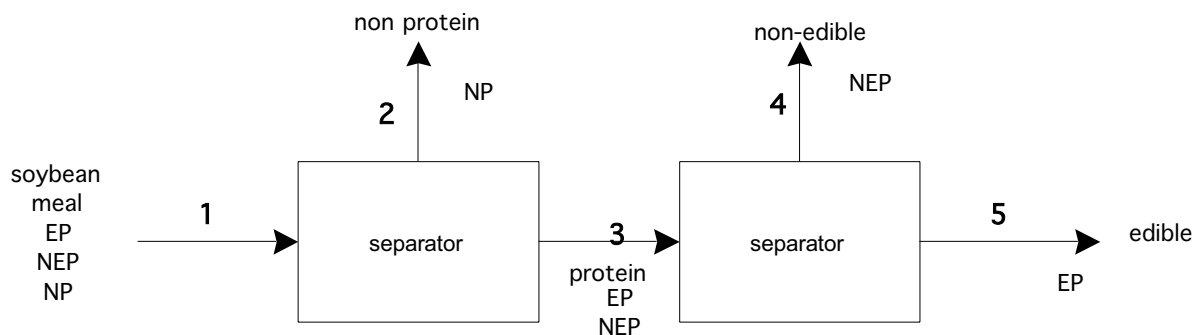 non protein
NP
2
non-edible
NEP
4
soybean
meal
EP
NEP
NP
1
separator
3
protein
EP
NEP
separator
5
EP
edible